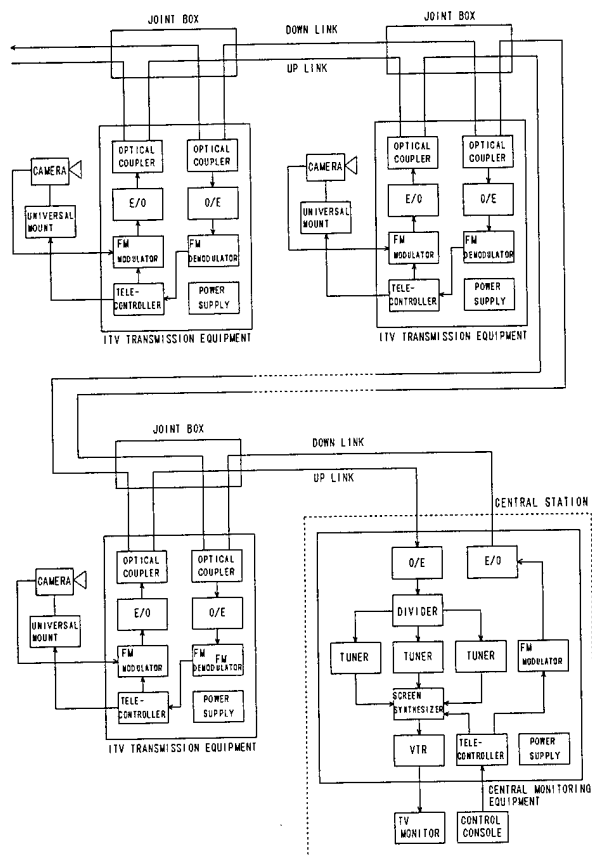 JOINT BOX
DOWN LINK
UP LINK
JOINT BOX
OPTICAL
COUPLER
OPTICAL
COUPLER
CAMERA
E/O
O/E
UNIVERSAL
MOUNT
FM
MODULATOR
FM
DEMODULATOR
TELE-
CONTROLLER
POWER
SUPPLY
ITV TRANSMISSION EQUIPMENT
OPTICAL
COUPLER
OPTICAL
COUPLER
CAMERA
E/O
O/E
UNIVERSAL
MOUNT
FM
MODULATOR
FM
DEMODULATOR
TELE-
CONTROLLER
POWER
SUPPLY
ITV TRANSMISSION EQUIPMENT
JOINT BOX
DOWN LINK
UP LINK
OPTICAL
COUPLER
OPTICAL
COUPLER
CAMERA
E/O
O/E
UNIVERSAL
MOUNT
FM
MODULATOR
FM
FM
DEMODULATOR
TELE-
CONTROLLER
POWER
SUPPLY
ITV TRANSMISSION EQUIPMENT
CENTRAL STATION
O/E
E/O
DIVIDER
TUNER
TUNER
TUNER
FM
MODULATOR
SCREEN
SYNTHESIZER
VTR
TELE-
CONTROLLER
POWER
SUPPLY
CENTRAL MONITORING
EQUIPMENT
TV
MONITOR
CONTROL
CONSOLE